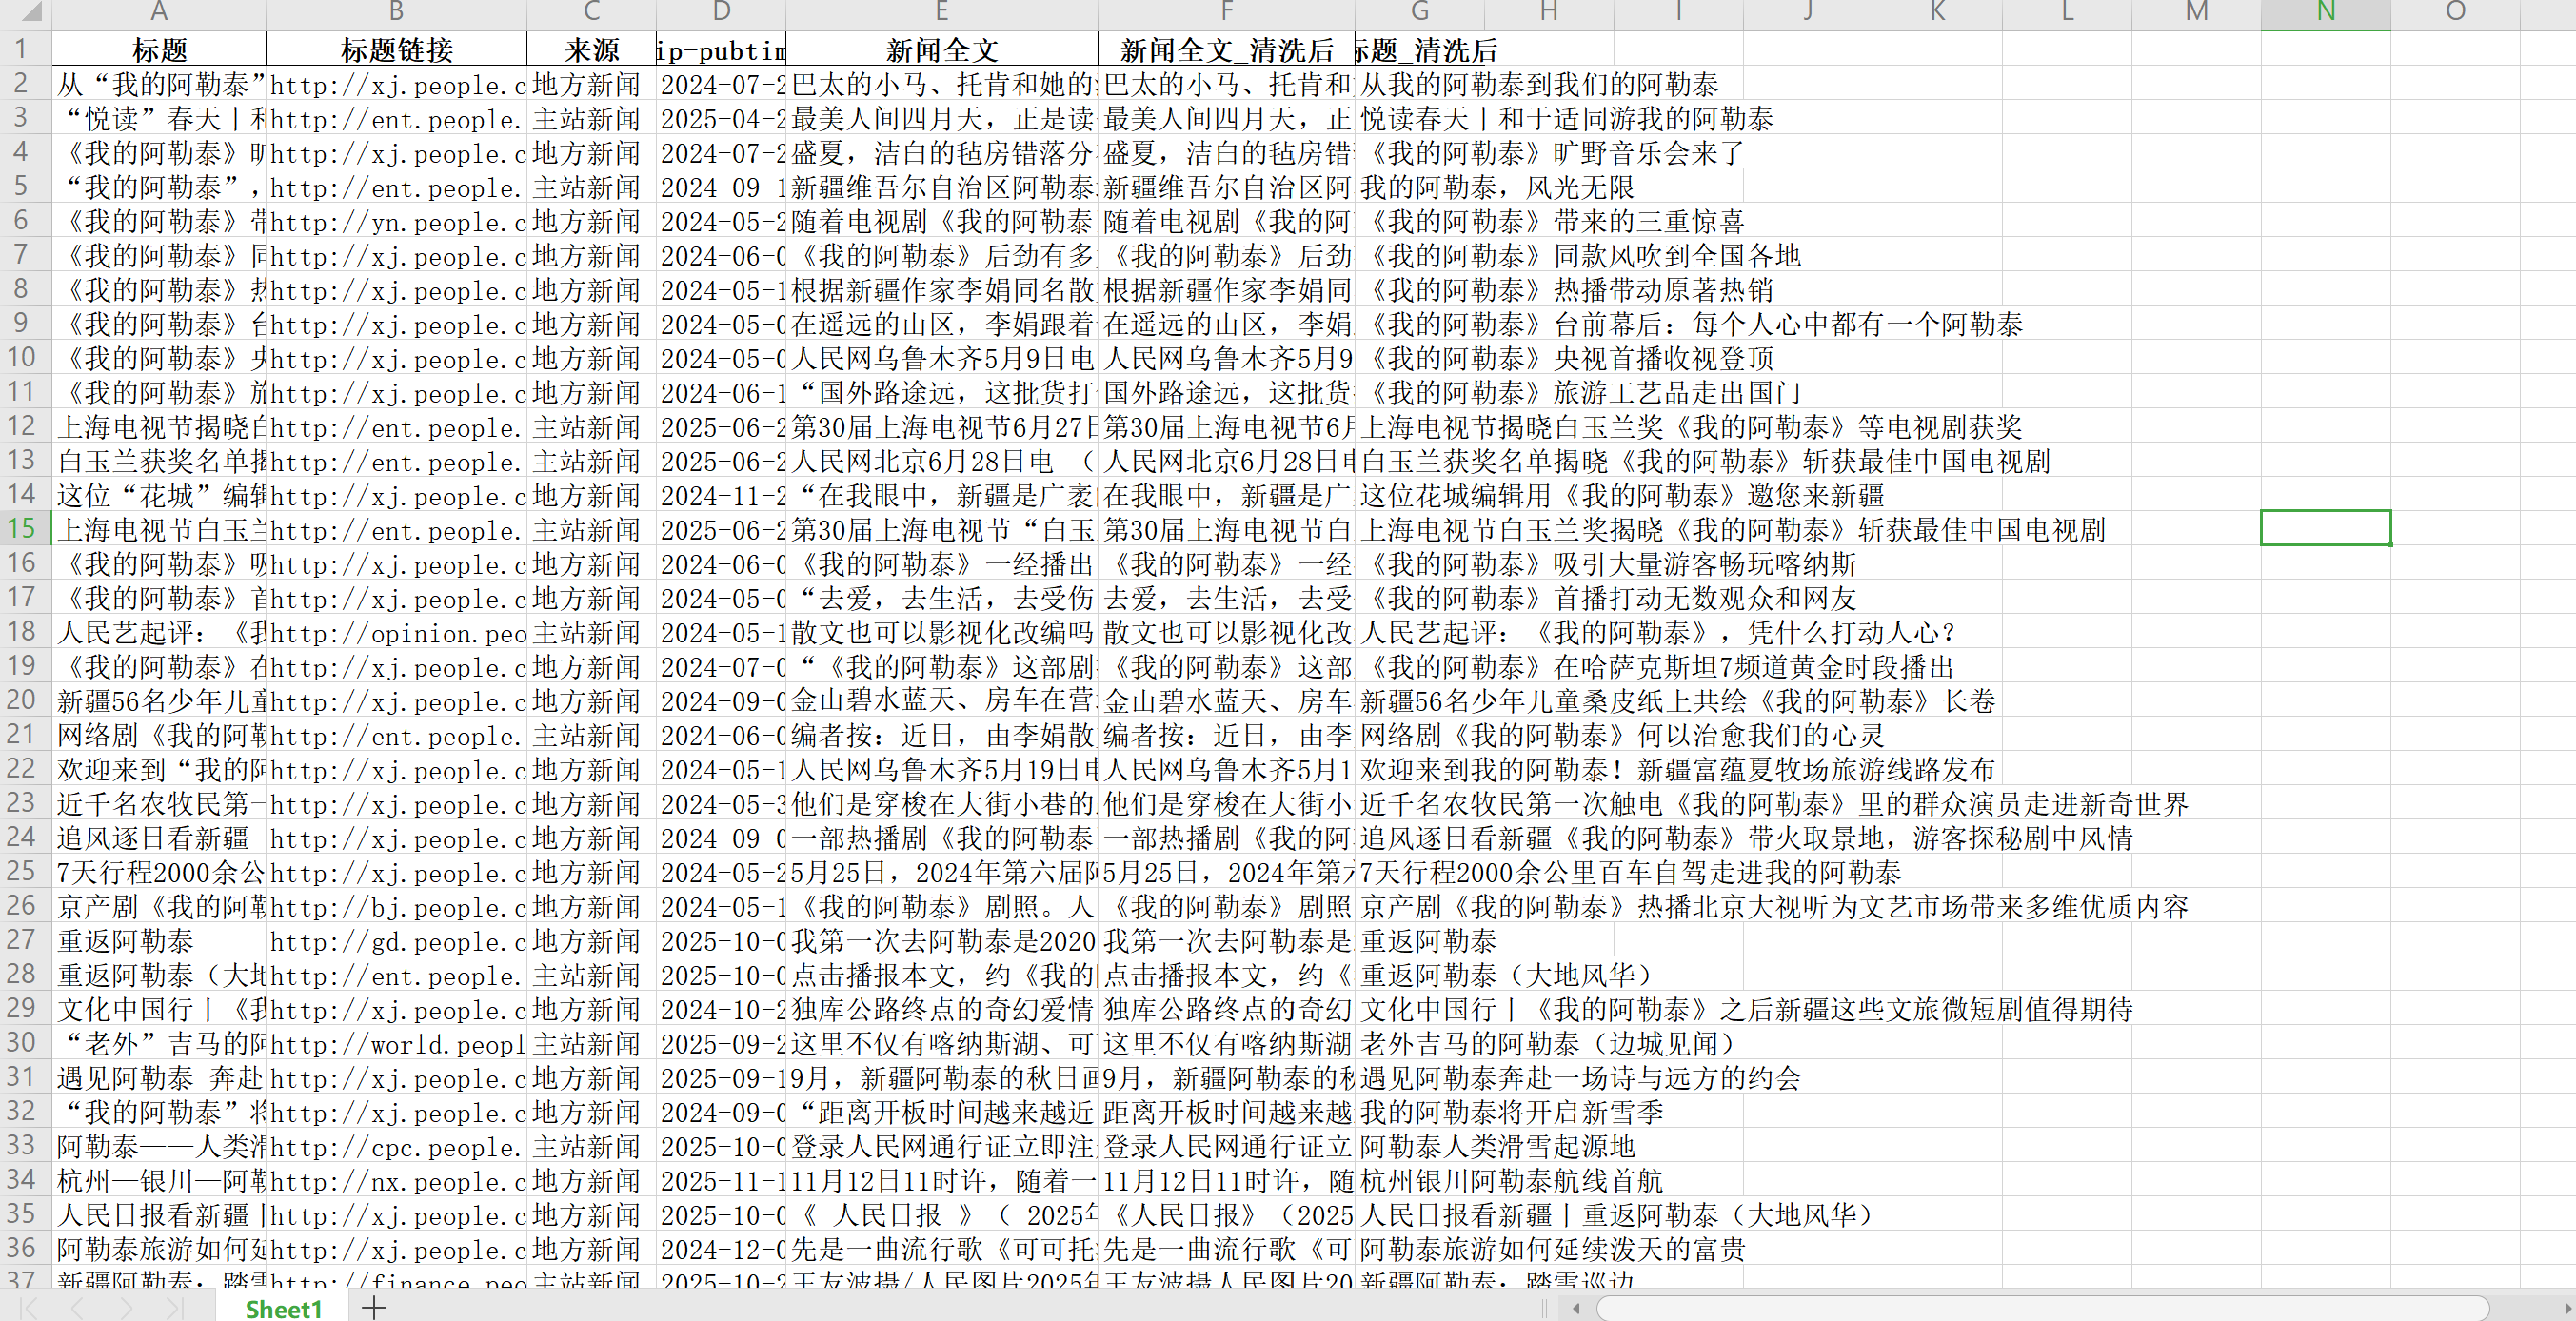 A B C D E F G H I J K L M N O
1 标题 标题链接 来源 ip-pubtim 新闻全文 新闻全文_清洗后 标题_清洗后
2 从“我的阿勒泰” http://xj.people.c 地方新闻 2024-07-2 巴太的小马、托肯和她的 巴太的小马、托肯和 从我的阿勒泰到我们的阿勒泰
3 “悦读”春天丨和 http://ent.people. 主站新闻 2025-04-2 最美人间四月天，正是读 最美人间四月天，正 悦读春天丨和于适同游我的阿勒泰
4 《我的阿勒泰》旷 http://xj.people.c 地方新闻 2024-07-2 盛夏，洁白的毡房错落分 盛夏，洁白的毡房错 《我的阿勒泰》旷野音乐会来了
5 “我的阿勒泰”， http://ent.people. 主站新闻 2024-09-1 新疆维吾尔自治区阿勒泰 新疆维吾尔自治区阿 我的阿勒泰，风光无限
6 《我的阿勒泰》带 http://yn.people.c 地方新闻 2024-05-2 随着电视剧《我的阿勒泰 随着电视剧《我的阿 《我的阿勒泰》带来的三重惊喜
7 《我的阿勒泰》同 http://xj.people.c 地方新闻 2024-06-0 《我的阿勒泰》后劲有多 《我的阿勒泰》后劲 《我的阿勒泰》同款风吹到全国各地
8 《我的阿勒泰》热 http://xj.people.c 地方新闻 2024-05-1 根据新疆作家李娟同名散 根据新疆作家李娟同 《我的阿勒泰》热播带动原著热销
9 《我的阿勒泰》台 http://xj.people.c 地方新闻 2024-05-0 在遥远的山区，李娟跟着 在遥远的山区，李娟 《我的阿勒泰》台前幕后：每个人心中都有一个阿勒泰
10 《我的阿勒泰》央 http://xj.people.c 地方新闻 2024-05-0 人民网乌鲁木齐5月9日电 人民网乌鲁木齐5月9 《我的阿勒泰》央视首播收视登顶
11 《我的阿勒泰》旅 http://xj.people.c 地方新闻 2024-06-1 “国外路途远，这批货打 国外路途远，这批货 《我的阿勒泰》旅游工艺品走出国门
12 上海电视节揭晓白 http://ent.people. 主站新闻 2025-06-2 第30届上海电视节6月27日 第30届上海电视节6月 上海电视节揭晓白玉兰奖《我的阿勒泰》等电视剧获奖
13 白玉兰获奖名单揭 http://ent.people. 主站新闻 2025-06-2 人民网北京6月28日电 （ 人民网北京6月28日电 白玉兰获奖名单揭晓《我的阿勒泰》斩获最佳中国电视剧
14 这位“花城”编辑 http://xj.people.c 地方新闻 2024-11-2 “在我眼中，新疆是广袤 在我眼中，新疆是广 这位花城编辑用《我的阿勒泰》邀您来新疆
15 上海电视节白玉兰 http://ent.people. 主站新闻 2025-06-2 第30届上海电视节“白玉 第30届上海电视节白 上海电视节白玉兰奖揭晓《我的阿勒泰》斩获最佳中国电视剧
16 《我的阿勒泰》吸 http://xj.people.c 地方新闻 2024-06-0 《我的阿勒泰》一经播出 《我的阿勒泰》一经 《我的阿勒泰》吸引大量游客畅玩喀纳斯
17 《我的阿勒泰》首 http://xj.people.c 地方新闻 2024-05-0 “去爱，去生活，去受伤 去爱，去生活，去受 《我的阿勒泰》首播打动无数观众和网友
18 人民艺起评：《我 http://opinion.peo 主站新闻 2024-05-1 散文也可以影视化改编吗 散文也可以影视化改 人民艺起评：《我的阿勒泰》，凭什么打动人心？
19 《我的阿勒泰》在 http://xj.people.c 地方新闻 2024-07-0 “《我的阿勒泰》这部剧 《我的阿勒泰》这部 《我的阿勒泰》在哈萨克斯坦7频道黄金时段播出
20 新疆56名少年儿童 http://xj.people.c 地方新闻 2024-09-0 金山碧水蓝天、房车在营 金山碧水蓝天、房车 新疆56名少年儿童桑皮纸上共绘《我的阿勒泰》长卷
21 网络剧《我的阿勒 http://ent.people. 主站新闻 2024-06-0 编者按：近日，由李娟散 编者按：近日，由李 网络剧《我的阿勒泰》何以治愈我们的心灵
22 欢迎来到“我的阿 http://xj.people.c 地方新闻 2024-05-1 人民网乌鲁木齐5月19日电 人民网乌鲁木齐5月1 欢迎来到我的阿勒泰！新疆富蕴夏牧场旅游线路发布
23 近千名农牧民第一 http://xj.people.c 地方新闻 2024-05-3 他们是穿梭在大街小巷的 他们是穿梭在大街小 近千名农牧民第一次触电《我的阿勒泰》里的群众演员走进新奇世界
24 追风逐日看新疆 http://xj.people.c 地方新闻 2024-09-0 一部热播剧《我的阿勒泰 一部热播剧《我的阿 追风逐日看新疆《我的阿勒泰》带火取景地，游客探秘剧中风情
25 7天行程2000余公 http://xj.people.c 地方新闻 2024-05-2 5月25日，2024年第六届阿 5月25日，2024年第六 7天行程2000余公里百车自驾走进我的阿勒泰
26 京产剧《我的阿勒 http://bj.people.c 地方新闻 2024-05-1 《我的阿勒泰》剧照。人 《我的阿勒泰》剧照 京产剧《我的阿勒泰》热播北京大视听为文艺市场带来多维优质内容
27 重返阿勒泰 http://gd.people.c 地方新闻 2025-10-0 我第一次去阿勒泰是2020 我第一次去阿勒泰是 重返阿勒泰
28 重返阿勒泰（大地 http://ent.people. 主站新闻 2025-10-0 点击播报本文，约《我的 点击播报本文，约《 重返阿勒泰（大地风华）
29 文化中国行丨《我 http://xj.people.c 地方新闻 2024-10-2 独库公路终点的奇幻爱情 独库公路终点的奇幻 文化中国行丨《我的阿勒泰》之后新疆这些文旅微短剧值得期待
30 “老外”吉马的阿 http://world.peopl 主站新闻 2025-09-2 这里不仅有喀纳斯湖、可 这里不仅有喀纳斯湖 老外吉马的阿勒泰（边城见闻）
31 遇见阿勒泰 奔赴 http://xj.people.c 地方新闻 2025-09-1 9月，新疆阿勒泰的秋日画 9月，新疆阿勒泰的秋 遇见阿勒泰奔赴一场诗与远方的约会
32 “我的阿勒泰”将 http://xj.people.c 地方新闻 2024-09-0 “距离开板时间越来越近 距离开板时间越来越 我的阿勒泰将开启新雪季
33 阿勒泰——人类滑 http://cpc.people. 主站新闻 2025-10-0 登录人民网通行证立即注 登录人民网通行证立 阿勒泰人类滑雪起源地
34 杭州—银川—阿勒 http://nx.people.c 地方新闻 2025-11-1 11月12日11时许，随着一 11月12日11时许，随 杭州银川阿勒泰航线首航
35 人民日报看新疆丨 http://xj.people.c 地方新闻 2025-10-0 《 人民日报 》（ 2025年 《人民日报》（2025 人民日报看新疆丨重返阿勒泰（大地风华）
36 阿勒泰旅游如何延 http://xj.people.c 地方新闻 2024-12-0 先是一曲流行歌《可可托 先是一曲流行歌《可 阿勒泰旅游如何延续泼天的富贵
37 新疆阿勒泰：踏雪 http://finance.peo 主站新闻 2025-10-2 王友波摄/人民图片2025年 王友波摄人民图片20 新疆阿勒泰：踏雪巡边
Sheet1